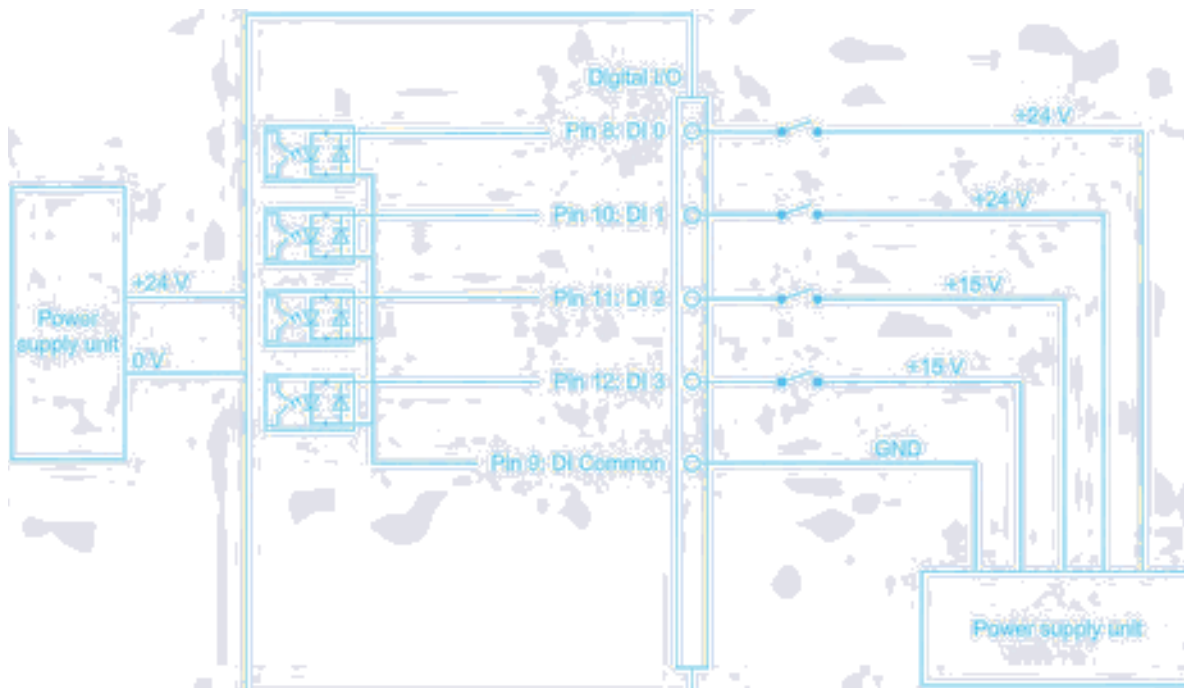 Digital I/O
Pin 8: DI 0
+24 V
Pin 10: DI 1
+24 V
+24 V
Pin 11: DI 2
+15 V
Power
supply unit
0 V
Pin 12: DI 3
+15 V
Pin 9: DI Common
GND
Power supply unit